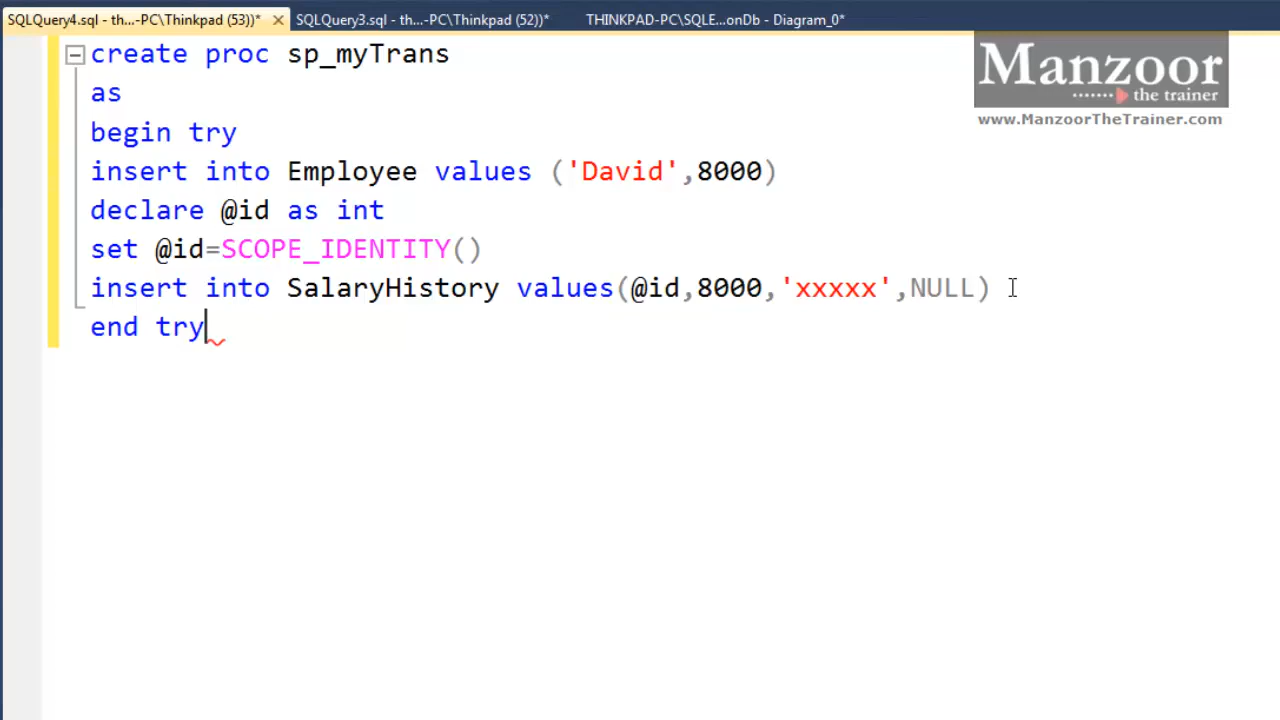 SQLQuery4.sql - th...-PC\Thinkpad (53))* SQLQuery3.sql - th...-PC\Thinkpad (52))* THINKPAD-PC\SQLE...onDb - Diagram_0*
create proc sp_myTrans
as
begin try
insert into Employee values ('David',8000)
declare @id as int
set @id=SCOPE_IDENTITY()
insert into SalaryHistory values(@id,8000,'xxxxx',NULL)
end try
Manzoor
the trainer
www.ManzoorTheTrainer.com